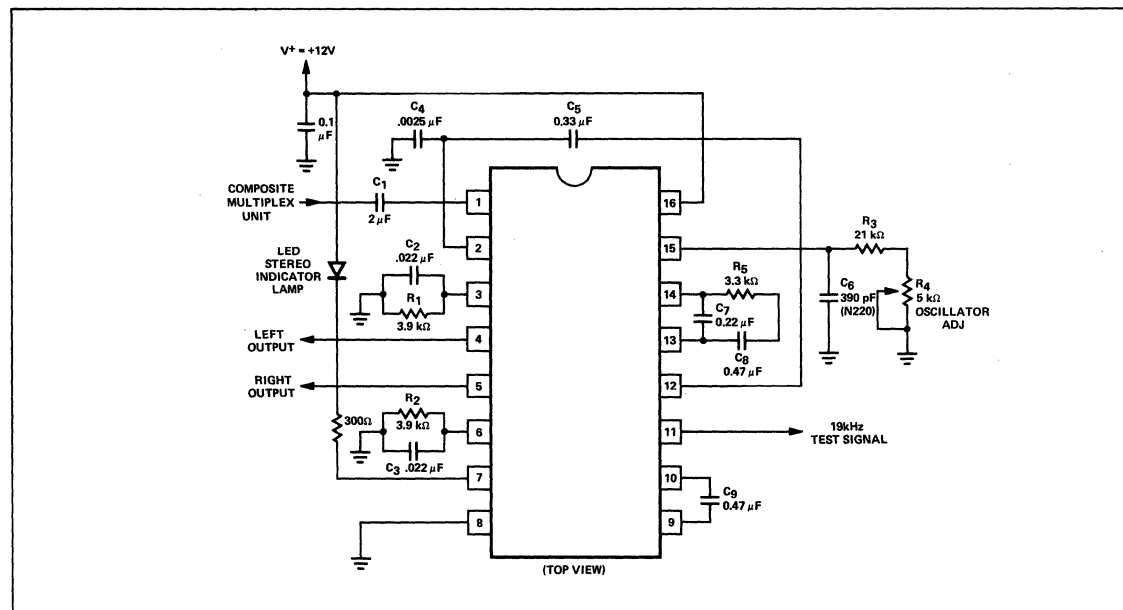 V+ = +12V
0.1
μF
C4
.0025 μF
C5
0.33 μF
COMPOSITE
MULTIPLEX
UNIT
C1
2 μF
LED
STEREO
INDICATOR
LAMP
C2
.022 μF
R1
3.9 kΩ
LEFT
OUTPUT
RIGHT
OUTPUT
300Ω
R2
3.9 kΩ
C3 .022 μF
1
2
3
4
5
6
7
8
16
15
14
13
12
11
10
9
R5
3.3 kΩ
C7
0.22 μF
C8
0.47 μF
R3
21 kΩ
C6
390 pF
(N220)
R4
5 kΩ
OSCILLATOR
ADJ
19kHz
TEST SIGNAL
C9
0.47 μF
(TOP VIEW)